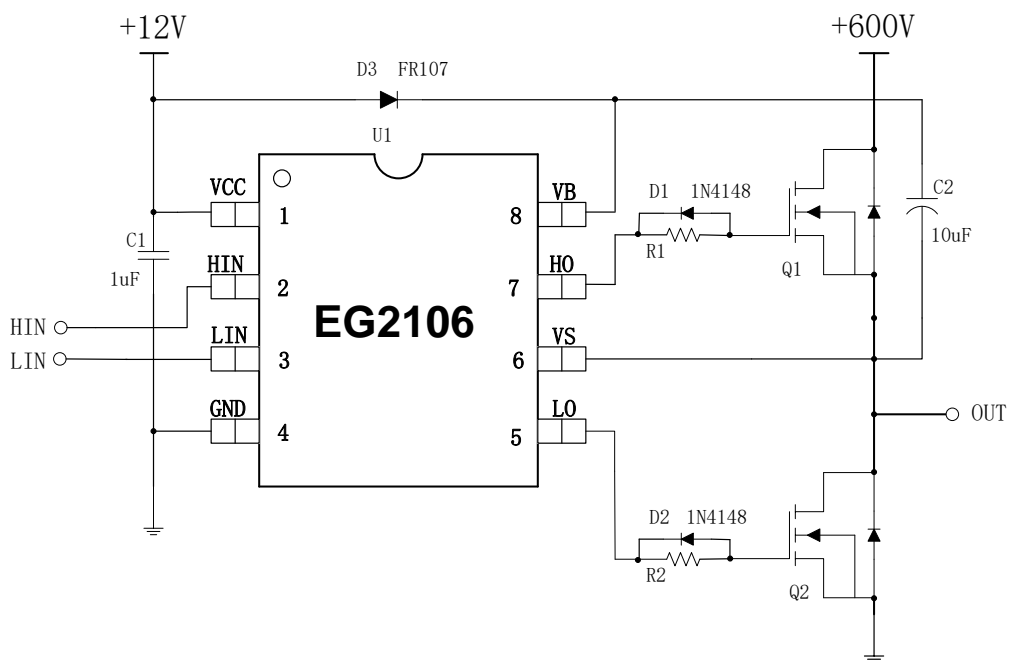 +12V
+600V
D3 FR107
U1
VCC
1
VB
8
D1 1N4148
R1
C2
10uF
C1
1uF
HIN
2
HO
7
Q1
EG2106
HIN
LIN
LIN
3
VS
6
GND
4
LO
5
OUT
D2 1N4148
R2
Q2